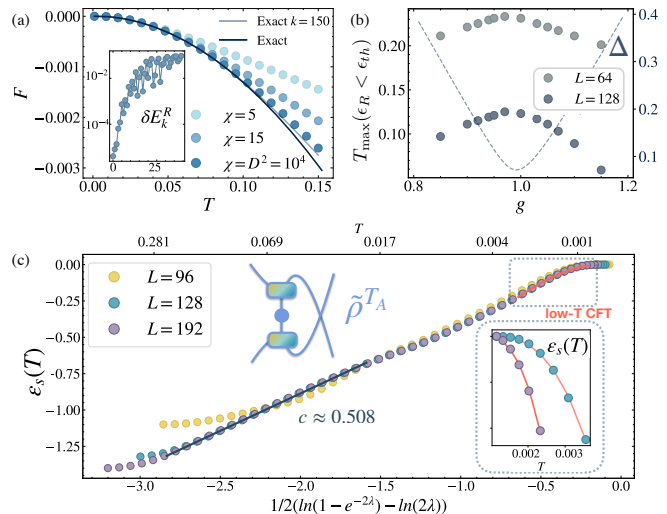 (a)
0.000
−0.001
−0.002
−0.003
F
Exact k = 150
Exact
10⁻²
10⁻⁴
δE_k^R
0
25
χ = 5
χ = 15
χ = D² = 10⁴
0.00
0.05
0.10
0.15
T
(b)
T_max(ϵ_R < ϵ_th)
0.20
0.10
0.4
Δ
0.3
0.2
0.1
L = 64
L = 128
0.8
1.0
1.2
g
(c)
T
0.281
0.069
0.017
0.004
0.001
0.00
−0.25
−0.50
−0.75
−1.00
−1.25
ε_s(T)
L = 96
L = 128
L = 192
ρ̃^{T_A}
low-T CFT
ε_s(T)
0.002
0.003
T
c ≈ 0.508
−3.0
−2.5
−2.0
−1.5
−1.0
−0.5
0.0
1/2(ln(1 − e^{−2λ}) − ln(2λ))